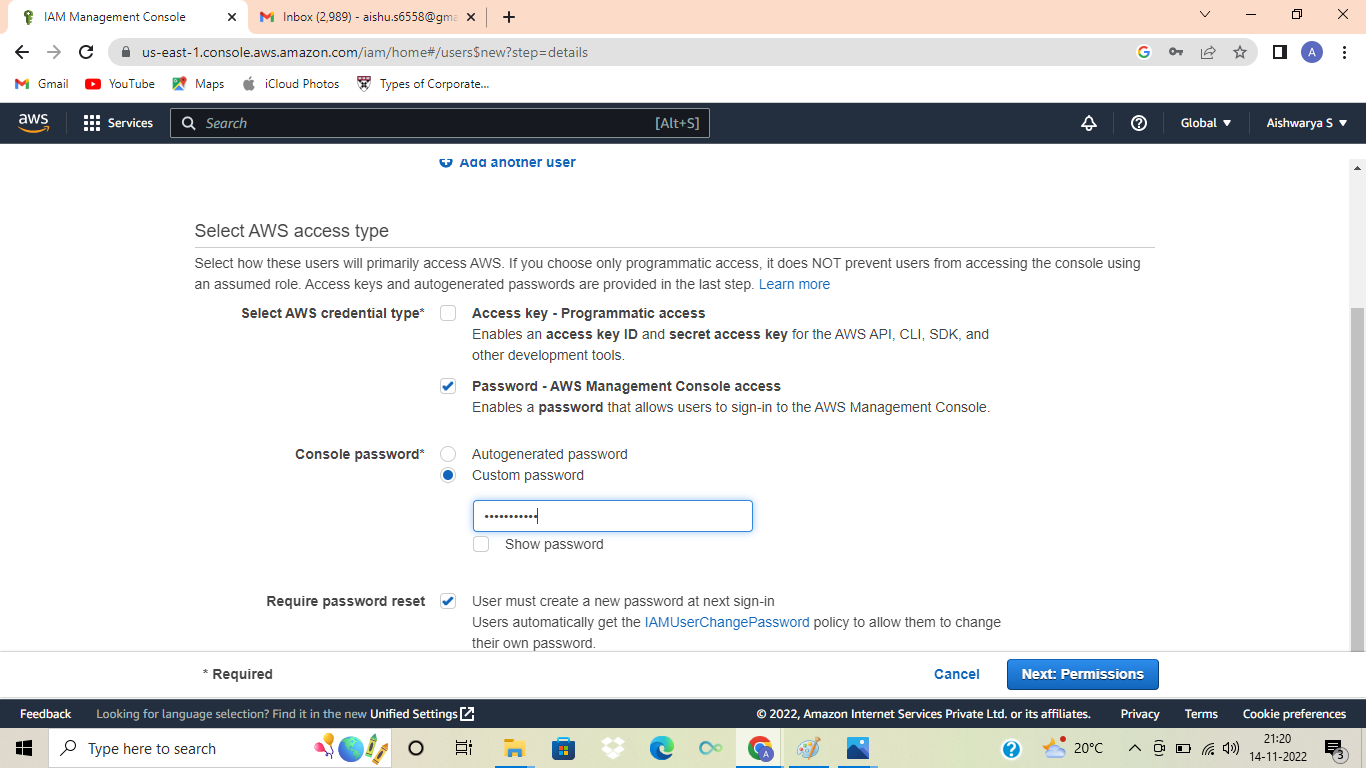 IAM Management Console
Inbox (2,989) - aishu.s6558@gma
us-east-1.console.aws.amazon.com/iam/home#/users$new?step=details
A
Gmail
YouTube
Maps
iCloud Photos
Types of Corporate...
aws
Services
Search
[Alt+S]
Global
Aishwarya S
Add another user
Select AWS access type
Select how these users will primarily access AWS. If you choose only programmatic access, it does NOT prevent users from accessing the console using
an assumed role. Access keys and autogenerated passwords are provided in the last step. Learn more
Select AWS credential type*
Access key - Programmatic access
Enables an access key ID and secret access key for the AWS API, CLI, SDK, and
other development tools.
Password - AWS Management Console access
Enables a password that allows users to sign-in to the AWS Management Console.
Console password*
Autogenerated password
Custom password
•••••••••••
Show password
Require password reset
User must create a new password at next sign-in
Users automatically get the IAMUserChangePassword policy to allow them to change
their own password.
* Required
Cancel
Next: Permissions
Feedback
Looking for language selection? Find it in the new Unified Settings
© 2022, Amazon Internet Services Private Ltd. or its affiliates.
Privacy
Terms
Cookie preferences
Type here to search
A
20°C
21:20
14-11-2022
3